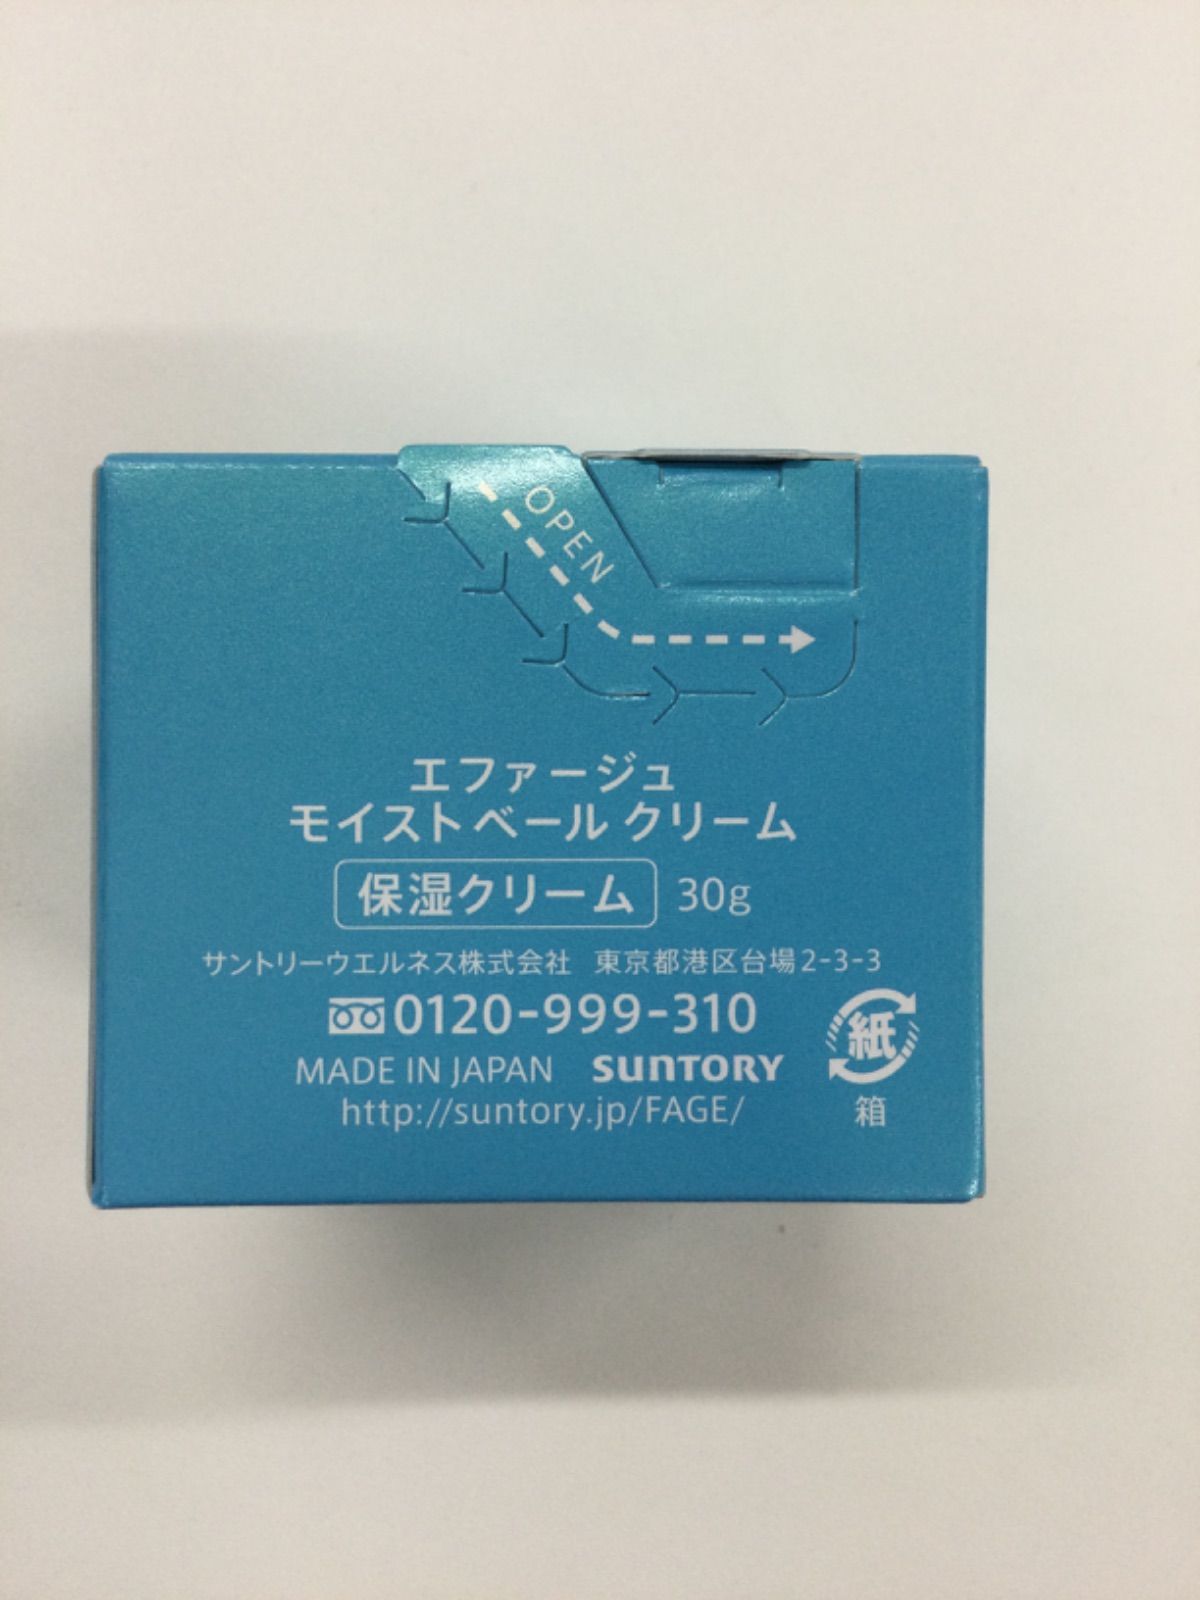 OPEN
エファージュ
モイストベール クリーム
保湿クリーム 30g
サントリーウエルネス株式会社 東京都港区台場2-3-3
0120-999-310
MADE IN JAPAN SUNTORY
http://suntory.jp/FAGE/
紙
箱